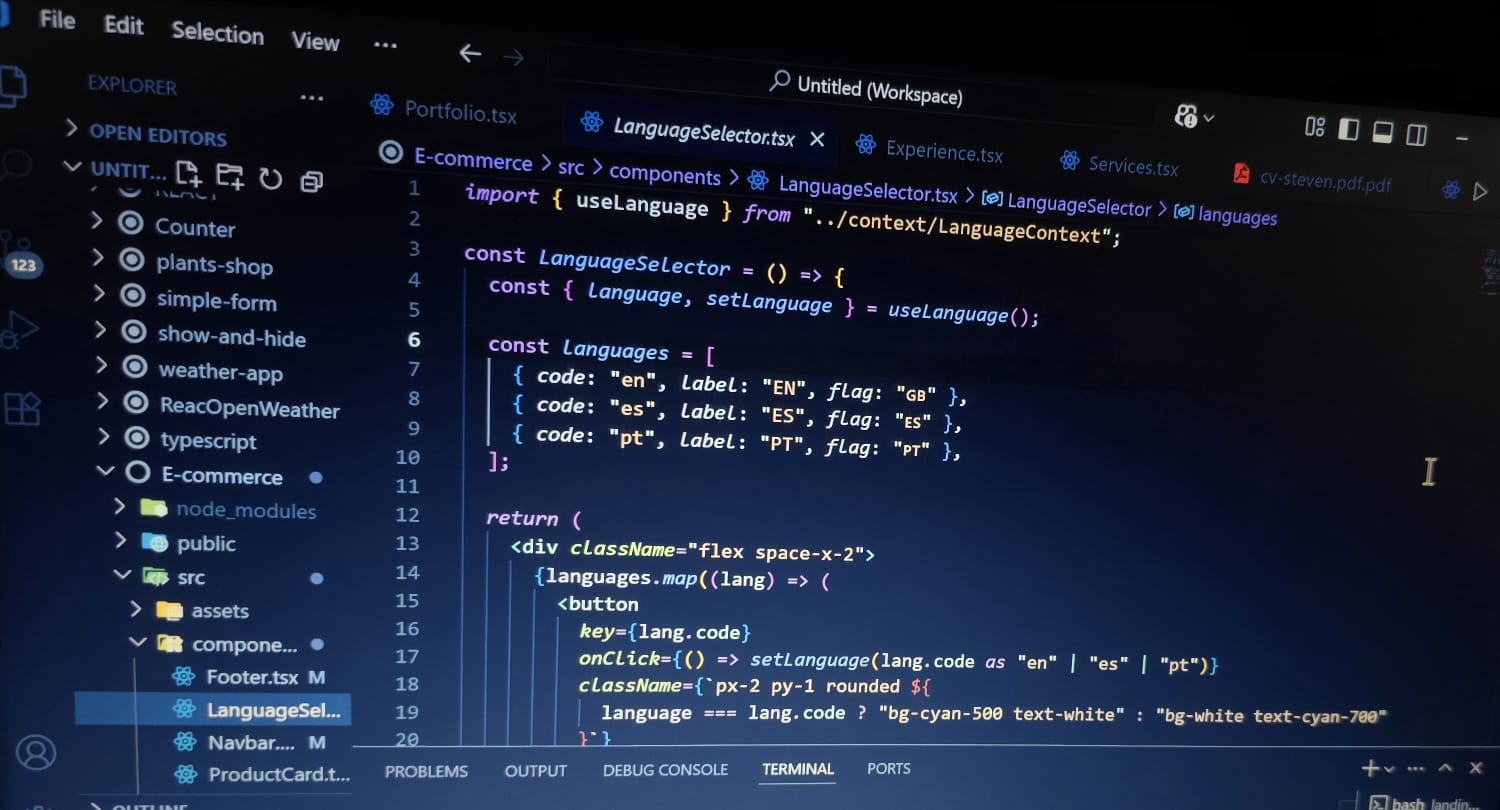 File Edit Selection View ...
Untitled (Workspace)
EXPLORER ...
OPEN EDITORS
UNTIT...
Counter
plants-shop
simple-form
show-and-hide
weather-app
ReacOpenWeather
typescript
E-commerce
node_modules
public
src
assets
compone...
Footer.tsx M
LanguageSel...
Navbar.... M
ProductCard.t...
OUTLINE
123
Portfolio.tsx
LanguageSelector.tsx
Experience.tsx
Services.tsx
cv-steven.pdf.pdf
E-commerce > src > components > LanguageSelector.tsx > LanguageSelector > languages
1 import { useLanguage } from "../context/LanguageContext";
2
3 const LanguageSelector = () => {
4 const { language, setLanguage } = useLanguage();
5
6 const languages = [
7 { code: "en", label: "EN", flag: "GB" },
8 { code: "es", label: "ES", flag: "ES" },
9 { code: "pt", label: "PT", flag: "PT" },
10 ];
11
12 return (
13 <div className="flex space-x-2">
14 {languages.map((lang) => (
15 <button
16 key={lang.code}
17 onClick={() => setLanguage(lang.code as "en" | "es" | "pt")}
18 className={`px-2 py-1 rounded ${
19 language === lang.code ? "bg-cyan-500 text-white" : "bg-white text-cyan-700"
20 }`}
PROBLEMS OUTPUT DEBUG CONSOLE TERMINAL PORTS
bash landin...